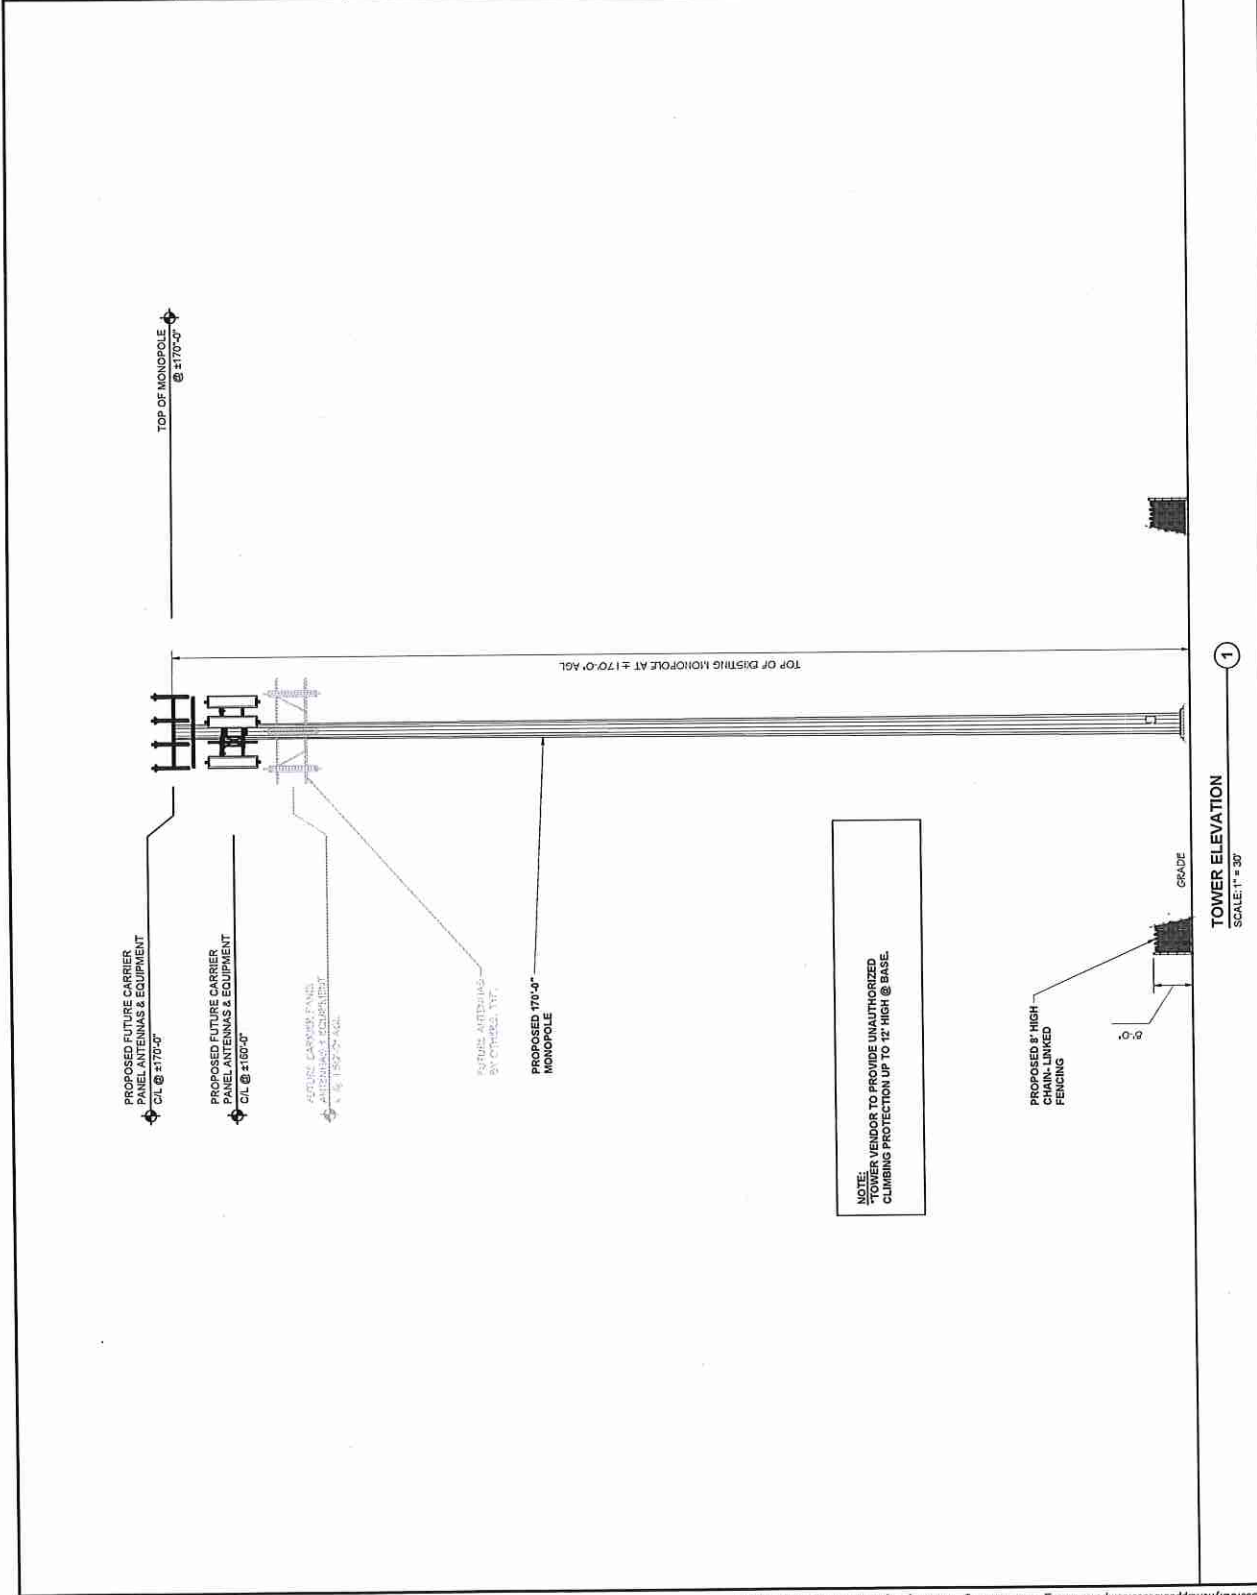 TOP OF MONOPOLE
@ ±170'-0"
PROPOSED FUTURE CARRIER
PANEL ANTENNAS & EQUIPMENT
C/L @ ±170'-0"
PROPOSED FUTURE CARRIER
PANEL ANTENNAS & EQUIPMENT
C/L @ ±160'-0"
FUTURE CARRIER PANEL
ANTENNAS & EQUIPMENT
AGL
FUTURE ANTENNAS
BY OTHERS, TYP.
PROPOSED 170'-0"
MONOPOLE
TOP OF EXISTING MONOPOLE AT ±170'-0" AGL
NOTE:
*TOWER VENDOR TO PROVIDE UNAUTHORIZED
CLIMBING PROTECTION UP TO 12' HIGH @ BASE.
PROPOSED 8' HIGH
CHAIN- LINKED
FENCING
8'-0"
GRADE
TOWER ELEVATION
SCALE: 1" = 30'
1